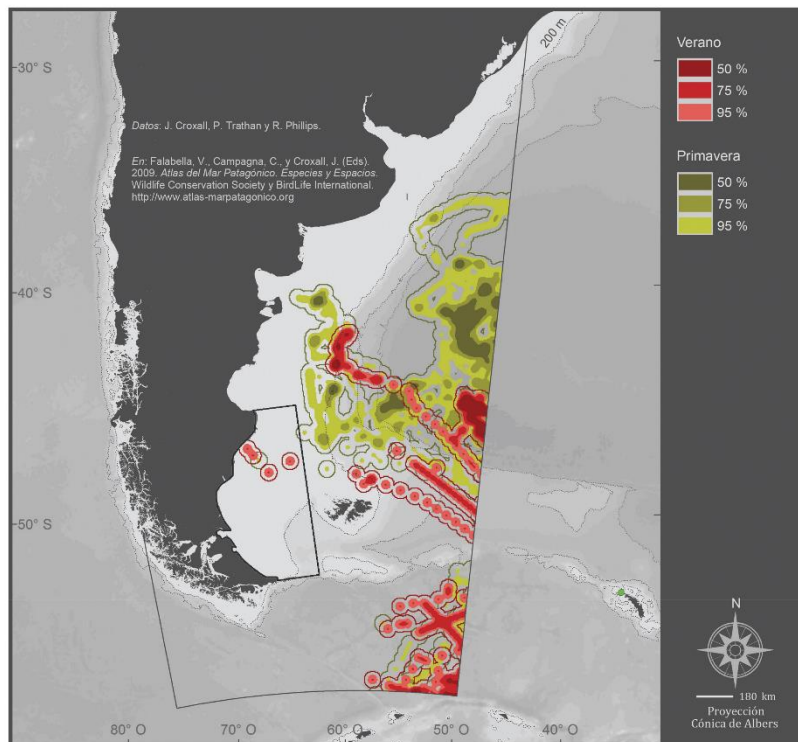 200 m
30° S
40° S
50° S
Datos: J. Croxall, P. Trathan y R. Phillips.
En: Falabella, V., Campagna, C., y Croxall, J. (Eds).
2009. Atlas del Mar Patagónico. Especies y Espacios.
Wildlife Conservation Society y BirdLife International.
http://www.atlas-marpatagonico.org
80° O
70° O
60° O
50° O
40° O
Verano
50 %
75 %
95 %
Primavera
50 %
75 %
95 %
N
180 km
Proyección
Cónica de Albers